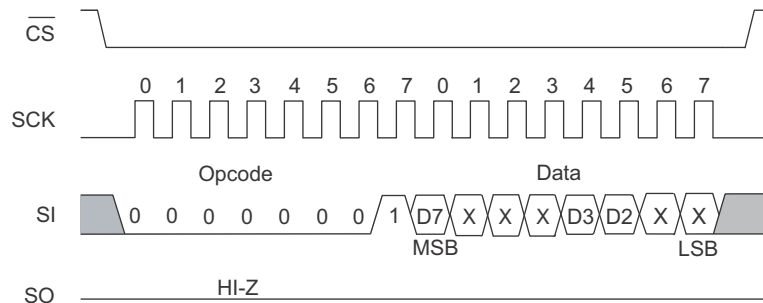 CS
0 1 2 3 4 5 6 7 0 1 2 3 4 5 6 7
SCK
Opcode Data
SI 0 0 0 0 0 0 0 1 D7 X X X D3 D2 X X
MSB LSB
HI-Z
SO